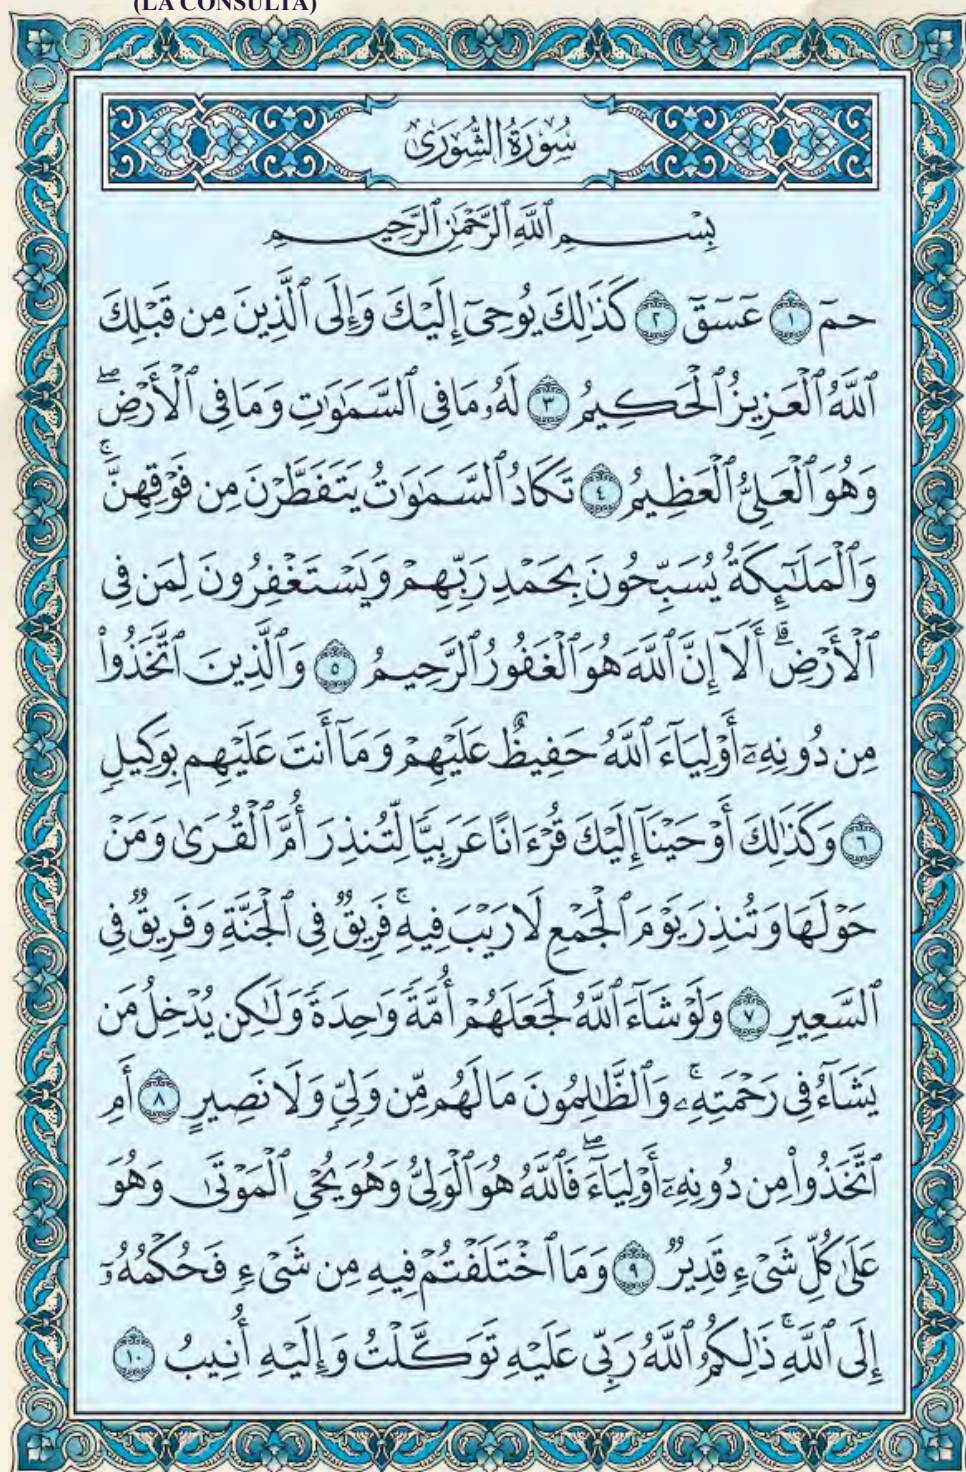 (LA CONSULTA)
سُورَةُ الشُّورَىٰ
بِسْمِ ٱللَّهِ ٱلرَّحْمَٰنِ ٱلرَّحِيمِ
حمٓ ١ عٓسٓقٓ ٢ كَذَٰلِكَ يُوحِىٓ إِلَيْكَ وَإِلَى ٱلَّذِينَ مِن قَبْلِكَ
ٱللَّهُ ٱلْعَزِيزُ ٱلْحَكِيمُ ٣ لَهُۥ مَا فِى ٱلسَّمَٰوَٰتِ وَمَا فِى ٱلْأَرْضِۖ
وَهُوَ ٱلْعَلِىُّ ٱلْعَظِيمُ ٤ تَكَادُ ٱلسَّمَٰوَٰتُ يَتَفَطَّرْنَ مِن فَوْقِهِنَّۚ
وَٱلْمَلَٰٓئِكَةُ يُسَبِّحُونَ بِحَمْدِ رَبِّهِمْ وَيَسْتَغْفِرُونَ لِمَن فِى
ٱلْأَرْضِۗ أَلَآ إِنَّ ٱللَّهَ هُوَ ٱلْغَفُورُ ٱلرَّحِيمُ ٥ وَٱلَّذِينَ ٱتَّخَذُوا۟
مِن دُونِهِۦٓ أَوْلِيَآءَ ٱللَّهُ حَفِيظٌ عَلَيْهِمْ وَمَآ أَنتَ عَلَيْهِم بِوَكِيلٍ
٦ وَكَذَٰلِكَ أَوْحَيْنَآ إِلَيْكَ قُرْءَانًا عَرَبِيًّا لِّتُنذِرَ أُمَّ ٱلْقُرَىٰ وَمَنْ
حَوْلَهَا وَتُنذِرَ يَوْمَ ٱلْجَمْعِ لَا رَيْبَ فِيهِۚ فَرِيقٌ فِى ٱلْجَنَّةِ وَفَرِيقٌ فِى
ٱلسَّعِيرِ ٧ وَلَوْ شَآءَ ٱللَّهُ لَجَعَلَهُمْ أُمَّةً وَٰحِدَةً وَلَٰكِن يُدْخِلُ مَن
يَشَآءُ فِى رَحْمَتِهِۦۚ وَٱلظَّٰلِمُونَ مَا لَهُم مِّن وَلِىٍّ وَلَا نَصِيرٍ ٨ أَمِ
ٱتَّخَذُوا۟ مِن دُونِهِۦٓ أَوْلِيَآءَۖ فَٱللَّهُ هُوَ ٱلْوَلِىُّ وَهُوَ يُحْىِ ٱلْمَوْتَىٰ وَهُوَ
عَلَىٰ كُلِّ شَىْءٍ قَدِيرٌ ٩ وَمَا ٱخْتَلَفْتُمْ فِيهِ مِن شَىْءٍ فَحُكْمُهُۥٓ
إِلَى ٱللَّهِۚ ذَٰلِكُمُ ٱللَّهُ رَبِّى عَلَيْهِ تَوَكَّلْتُ وَإِلَيْهِ أُنِيبُ ١٠